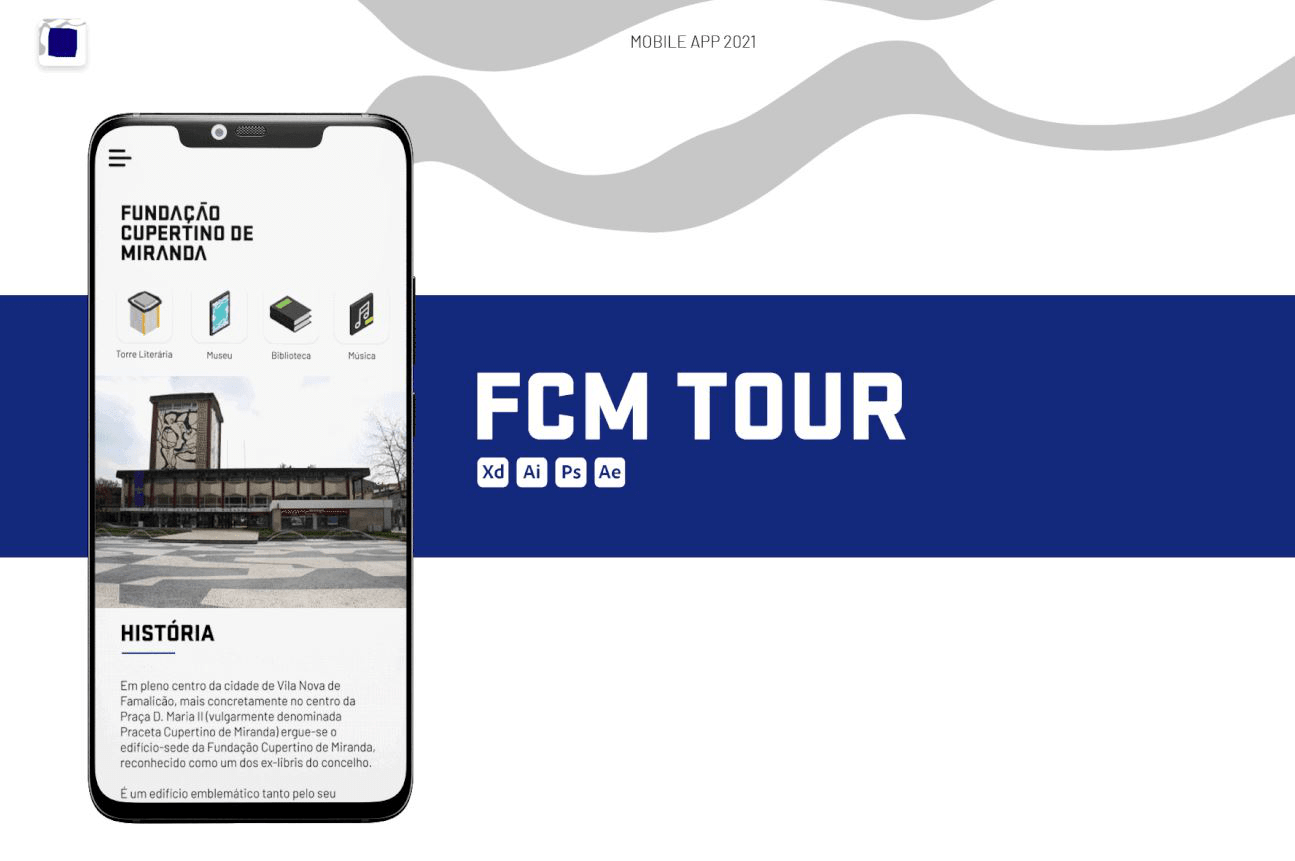 MOBILE APP 2021
FUNDAÇÃO
CUPERTINO DE
MIRANDA
Torre Literária
Museu
Biblioteca
Música
FCM TOUR
Xd Ai Ps Ae
HISTÓRIA
Em pleno centro da cidade de Vila Nova de
Famalicão, mais concretamente no centro da
Praça D. Maria II (vulgarmente denominada
Praceta Cupertino de Miranda) ergue-se o
edifício-sede da Fundação Cupertino de Miranda,
reconhecido como um dos ex-libris do concelho.
É um edifício emblemático tanto pelo seu